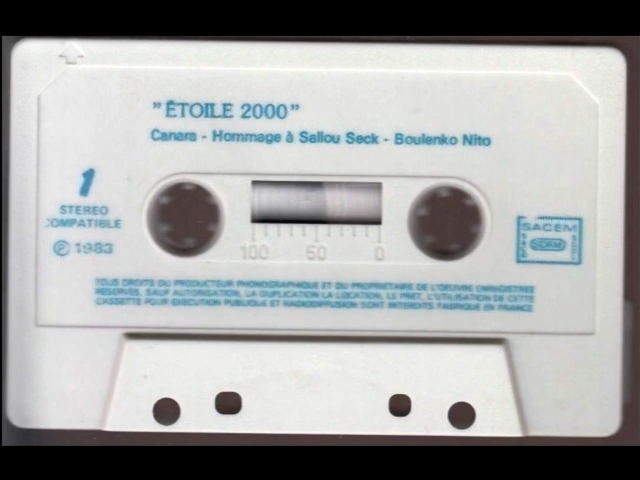 "ÉTOILE 2000"
Canara - Hommage à Saliou Seck - Boulenko Nito
1
STEREO
COMPATIBLE
℗ 1983
100 50 0
SACEM
SDRM
TOUS DROITS DU PRODUCTEUR PHONOGRAPHIQUE ET DU PROPRIETAIRE DE L'OEUVRE ENREGISTREE
RESERVES, SAUF AUTORISATION, LA DUPLICATION LA LOCATION, LE PRET, L'UTILISATION DE CETTE
CASSETTE POUR EXECUTION PUBLIQUE ET RADIODIFFUSION SONT INTERDITS FABRIQUE EN FRANCE